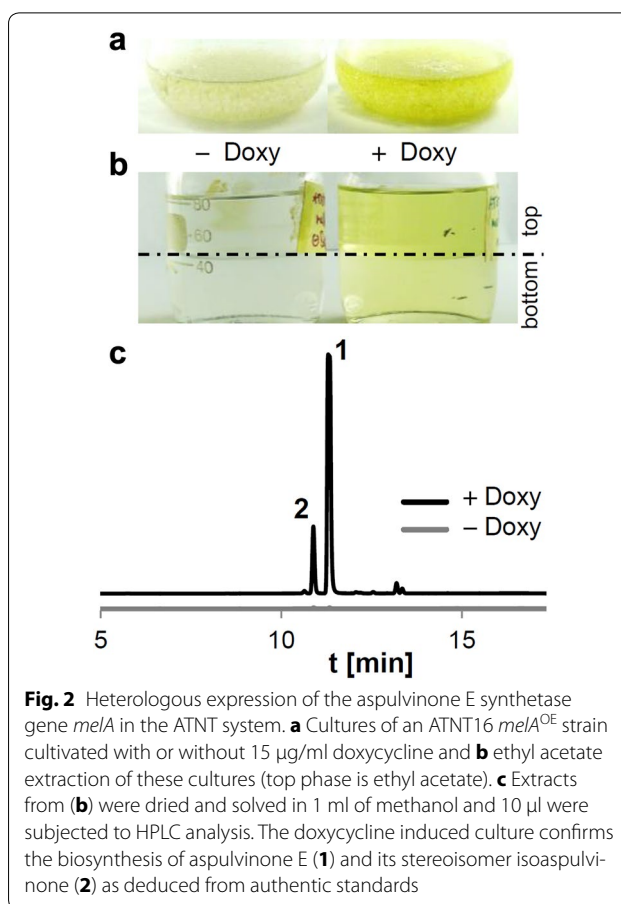 a
– Doxy + Doxy
b
80
60
40
top
bottom
c
1
2
+ Doxy
– Doxy
5 10 15
t [min]
Fig. 2 Heterologous expression of the aspulvinone E synthetase
gene melA in the ATNT system. a Cultures of an ATNT16 melA^OE strain
cultivated with or without 15 µg/ml doxycycline and b ethyl acetate
extraction of these cultures (top phase is ethyl acetate). c Extracts
from (b) were dried and solved in 1 ml of methanol and 10 µl were
subjected to HPLC analysis. The doxycycline induced culture confirms
the biosynthesis of aspulvinone E (1) and its stereoisomer isoaspulvi-
none (2) as deduced from authentic standards